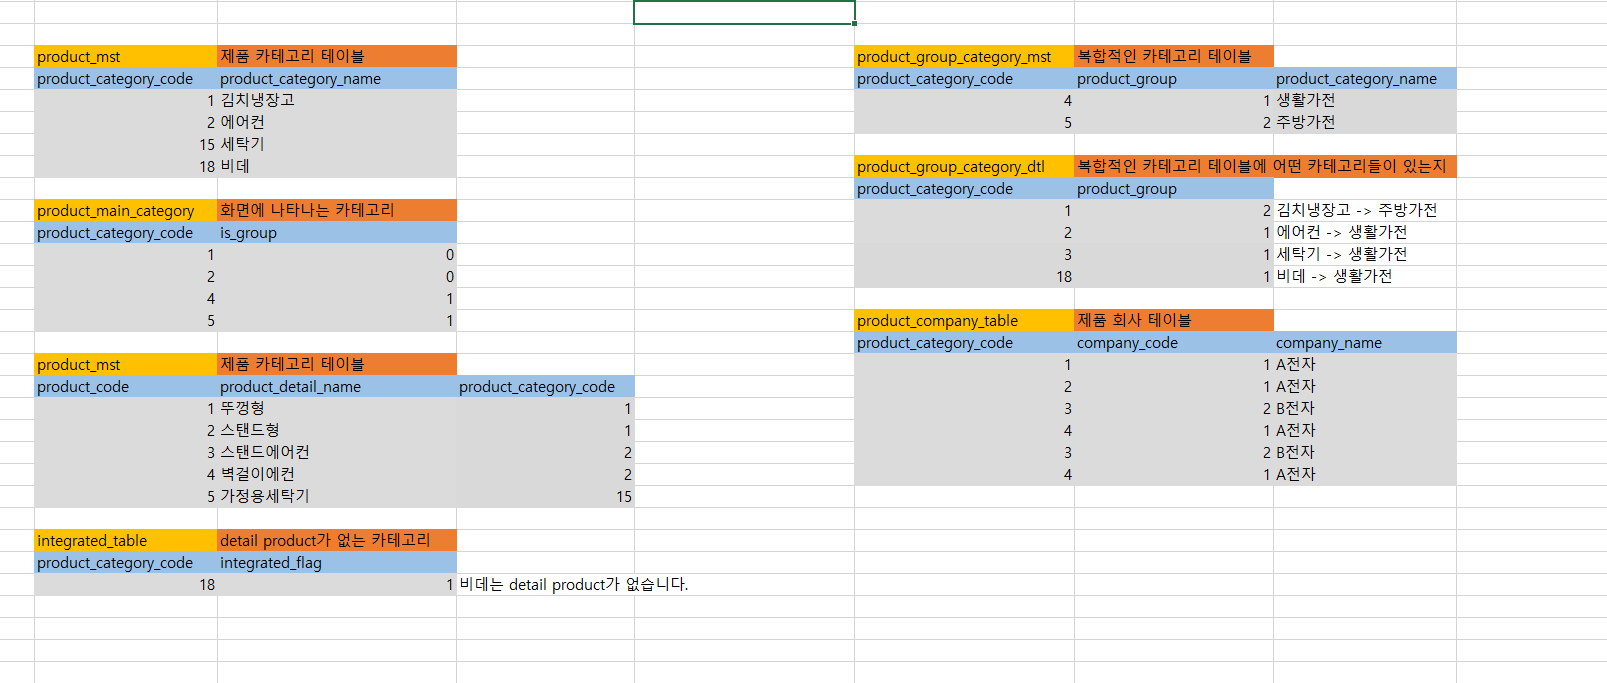 product_mst 제품 카테고리 테이블
product_category_code product_category_name
1 김치냉장고
2 에어컨
15 세탁기
18 비데
product_main_category 화면에 나타나는 카테고리
product_category_code is_group
1 0
2 0
4 1
5 1
product_mst 제품 카테고리 테이블
product_code product_detail_name product_category_code
1 뚜껑형 1
2 스탠드형 1
3 스탠드에어컨 2
4 벽걸이에컨 2
5 가정용세탁기 15
integrated_table detail product가 없는 카테고리
product_category_code integrated_flag
18 1 비데는 detail product가 없습니다.
product_group_category_mst 복합적인 카테고리 테이블
product_category_code product_group product_category_name
4 1 생활가전
5 2 주방가전
product_group_category_dtl 복합적인 카테고리 테이블에 어떤 카테고리들이 있는지
product_category_code product_group
1 2 김치냉장고 -> 주방가전
2 1 에어컨 -> 생활가전
3 1 세탁기 -> 생활가전
18 1 비데 -> 생활가전
product_company_table 제품 회사 테이블
product_category_code company_code company_name
1 1 A전자
2 1 A전자
3 2 B전자
4 1 A전자
3 2 B전자
4 1 A전자